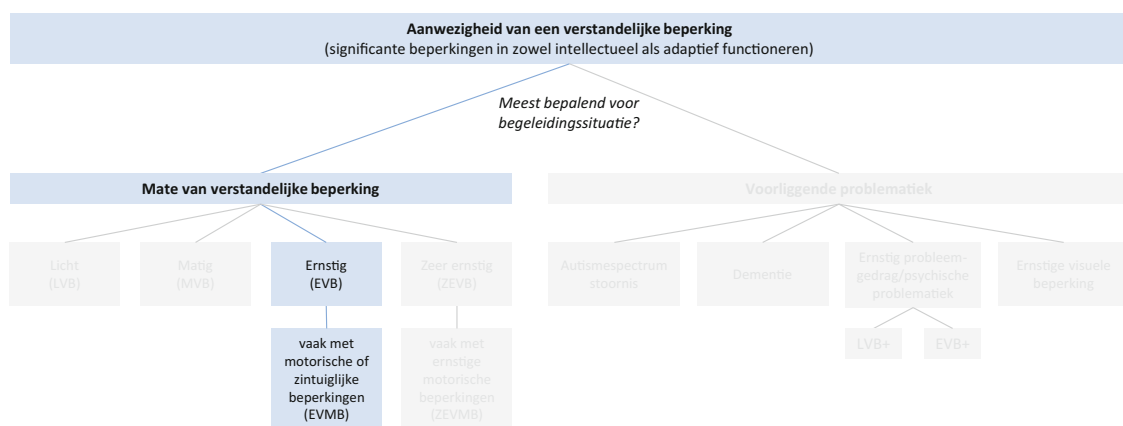 Aanwezigheid van een verstandelijke beperking
(significante beperkingen in zowel intellectueel als adaptief functioneren)
Meest bepalend voor
begeleidingssituatie?
Mate van verstandelijke beperking
Voorliggende problematiek
Licht
(LVB)
Matig
(MVB)
Ernstig
(EVB)
Zeer ernstig
(ZEVB)
Autismespectrum
stoornis
Dementie
Ernstig probleem-
gedrag/psychische
problematiek
Ernstige visuele
beperking
vaak met
motorische of
zintuiglijke
beperkingen
(EVMB)
vaak met
ernstige
motorische
beperkingen
(ZEVMB)
LVB+
EVB+